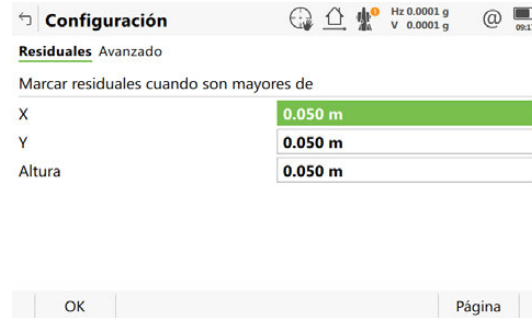 Configuración
Hz 0.0001 g
V 0.0001 g
@
Residuales Avanzado
Marcar residuales cuando son mayores de
X 0.050 m
Y 0.050 m
Altura 0.050 m
OK Página